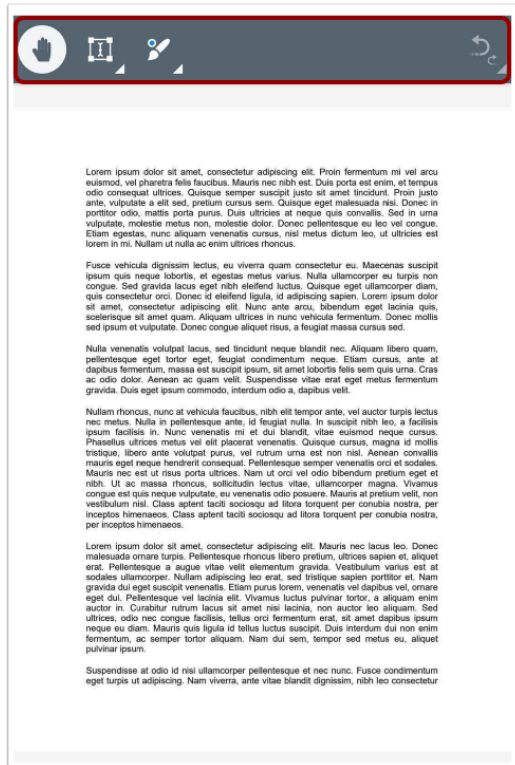 Lorem ipsum dolor sit amet, consectetur adipiscing elit. Proin fermentum mi vel arcu
euismod, vel pharetra felis faucibus. Mauris nec nibh est. Duis porta est enim, et tempus
odio consequat ultrices. Quisque semper suscipit justo sit amet tincidunt. Proin justo
ante, vulputate a elit sed, pretium cursus sem. Quisque eget malesuada nisi. Donec in
porttitor odio, mattis porta purus. Duis ultricies at neque quis convallis. Sed in urna
vulputate, molestie metus non, molestie dolor. Donec pellentesque eu leo vel congue.
Etiam egestas, nunc aliquam venenatis cursus, nisl metus dictum leo, ut ultricies est
lorem in mi. Nullam ut nulla ac enim ultrices rhoncus.
Fusce vehicula dignissim lectus, eu viverra quam consectetur eu. Maecenas suscipit
ipsum quis neque lobortis, et egestas metus varius. Nulla ullamcorper eu turpis non
congue. Sed gravida lacus eget nibh eleifend luctus. Quisque eget ullamcorper diam,
quis consectetur orci. Donec id eleifend ligula, id adipiscing sapien. Lorem ipsum dolor
sit amet, consectetur adipiscing elit. Nunc ante arcu, bibendum eget lacinia quis,
scelerisque sit amet quam. Aliquam ultrices in nunc vehicula fermentum. Donec mollis
sed ipsum et vulputate. Donec congue aliquet risus, a feugiat massa cursus sed.
Nulla venenatis volutpat lacus, sed tincidunt neque blandit nec. Aliquam libero quam,
pellentesque eget tortor eget, feugiat condimentum neque. Etiam cursus, ante at
dapibus fermentum, massa est suscipit ipsum, sit amet lobortis felis sem quis urna. Cras
ac odio dolor. Aenean ac quam velit. Suspendisse vitae erat eget metus fermentum
gravida. Duis eget ipsum commodo, interdum odio a, dapibus velit.
Nullam rhoncus, nunc at vehicula faucibus, nibh elit tempor ante, vel auctor turpis lectus
nec metus. Nulla in pellentesque ante, id feugiat nulla. In suscipit nibh leo, a facilisis
ipsum facilisis in. Nunc venenatis mi et dui blandit, vitae euismod neque cursus.
Phasellus ultrices metus vel elit placerat venenatis. Quisque cursus, magna id mollis
tristique, libero ante volutpat purus, vel rutrum urna est non nisl. Aenean convallis
mauris eget neque hendrerit consequat. Pellentesque semper venenatis orci et sodales.
Mauris nec est ut risus porta ultrices. Nam ut orci vel odio bibendum pretium eget et
nibh. Ut ac massa rhoncus, sollicitudin lectus vitae, ullamcorper magna. Vivamus
congue est quis neque vulputate, eu venenatis odio posuere. Mauris at pretium velit, non
vestibulum nisl. Class aptent taciti sociosqu ad litora torquent per conubia nostra, per
inceptos himenaeos. Class aptent taciti sociosqu ad litora torquent per conubia nostra,
per inceptos himenaeos.
Lorem ipsum dolor sit amet, consectetur adipiscing elit. Mauris nec lacus leo. Donec
malesuada ornare turpis. Pellentesque rhoncus libero pretium, ultrices sapien et, aliquet
erat. Pellentesque a augue vitae velit elementum gravida. Vestibulum varius est at
sodales ullamcorper. Nullam adipiscing leo erat, sed tristique sapien porttitor et. Nam
gravida dui eget suscipit venenatis. Etiam purus lorem, venenatis vel dapibus vel, ornare
eget dui. Pellentesque vel lacinia elit. Vivamus luctus pulvinar tortor, a aliquam enim
auctor in. Curabitur rutrum lacus sit amet nisi lacinia, non auctor leo aliquam. Sed
ultrices, odio nec congue facilisis, tellus orci fermentum erat, sit amet dapibus ipsum
neque eu diam. Mauris quis ligula id tellus luctus suscipit. Duis interdum dui non enim
fermentum, ac semper tortor aliquam. Nam dui sem, tempor sed metus eu, aliquet
pulvinar ipsum.
Suspendisse at odio id nisi ullamcorper pellentesque et nec nunc. Fusce condimentum
eget turpis ut adipiscing. Nam viverra, ante vitae blandit dignissim, nibh leo consectetur